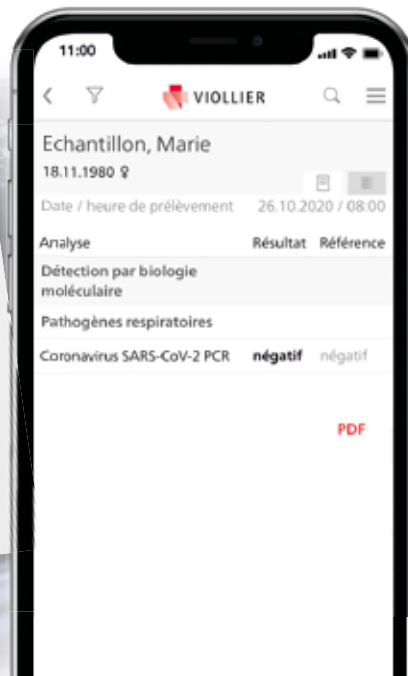 11:00
VIOLLIER
Echantillon, Marie
18.11.1980 ♀
Date / heure de prélèvement 26.10.2020 / 08:00
Analyse Résultat Référence
Détection par biologie
moléculaire
Pathogènes respiratoires
Coronavirus SARS-CoV-2 PCR négatif négatif
PDF